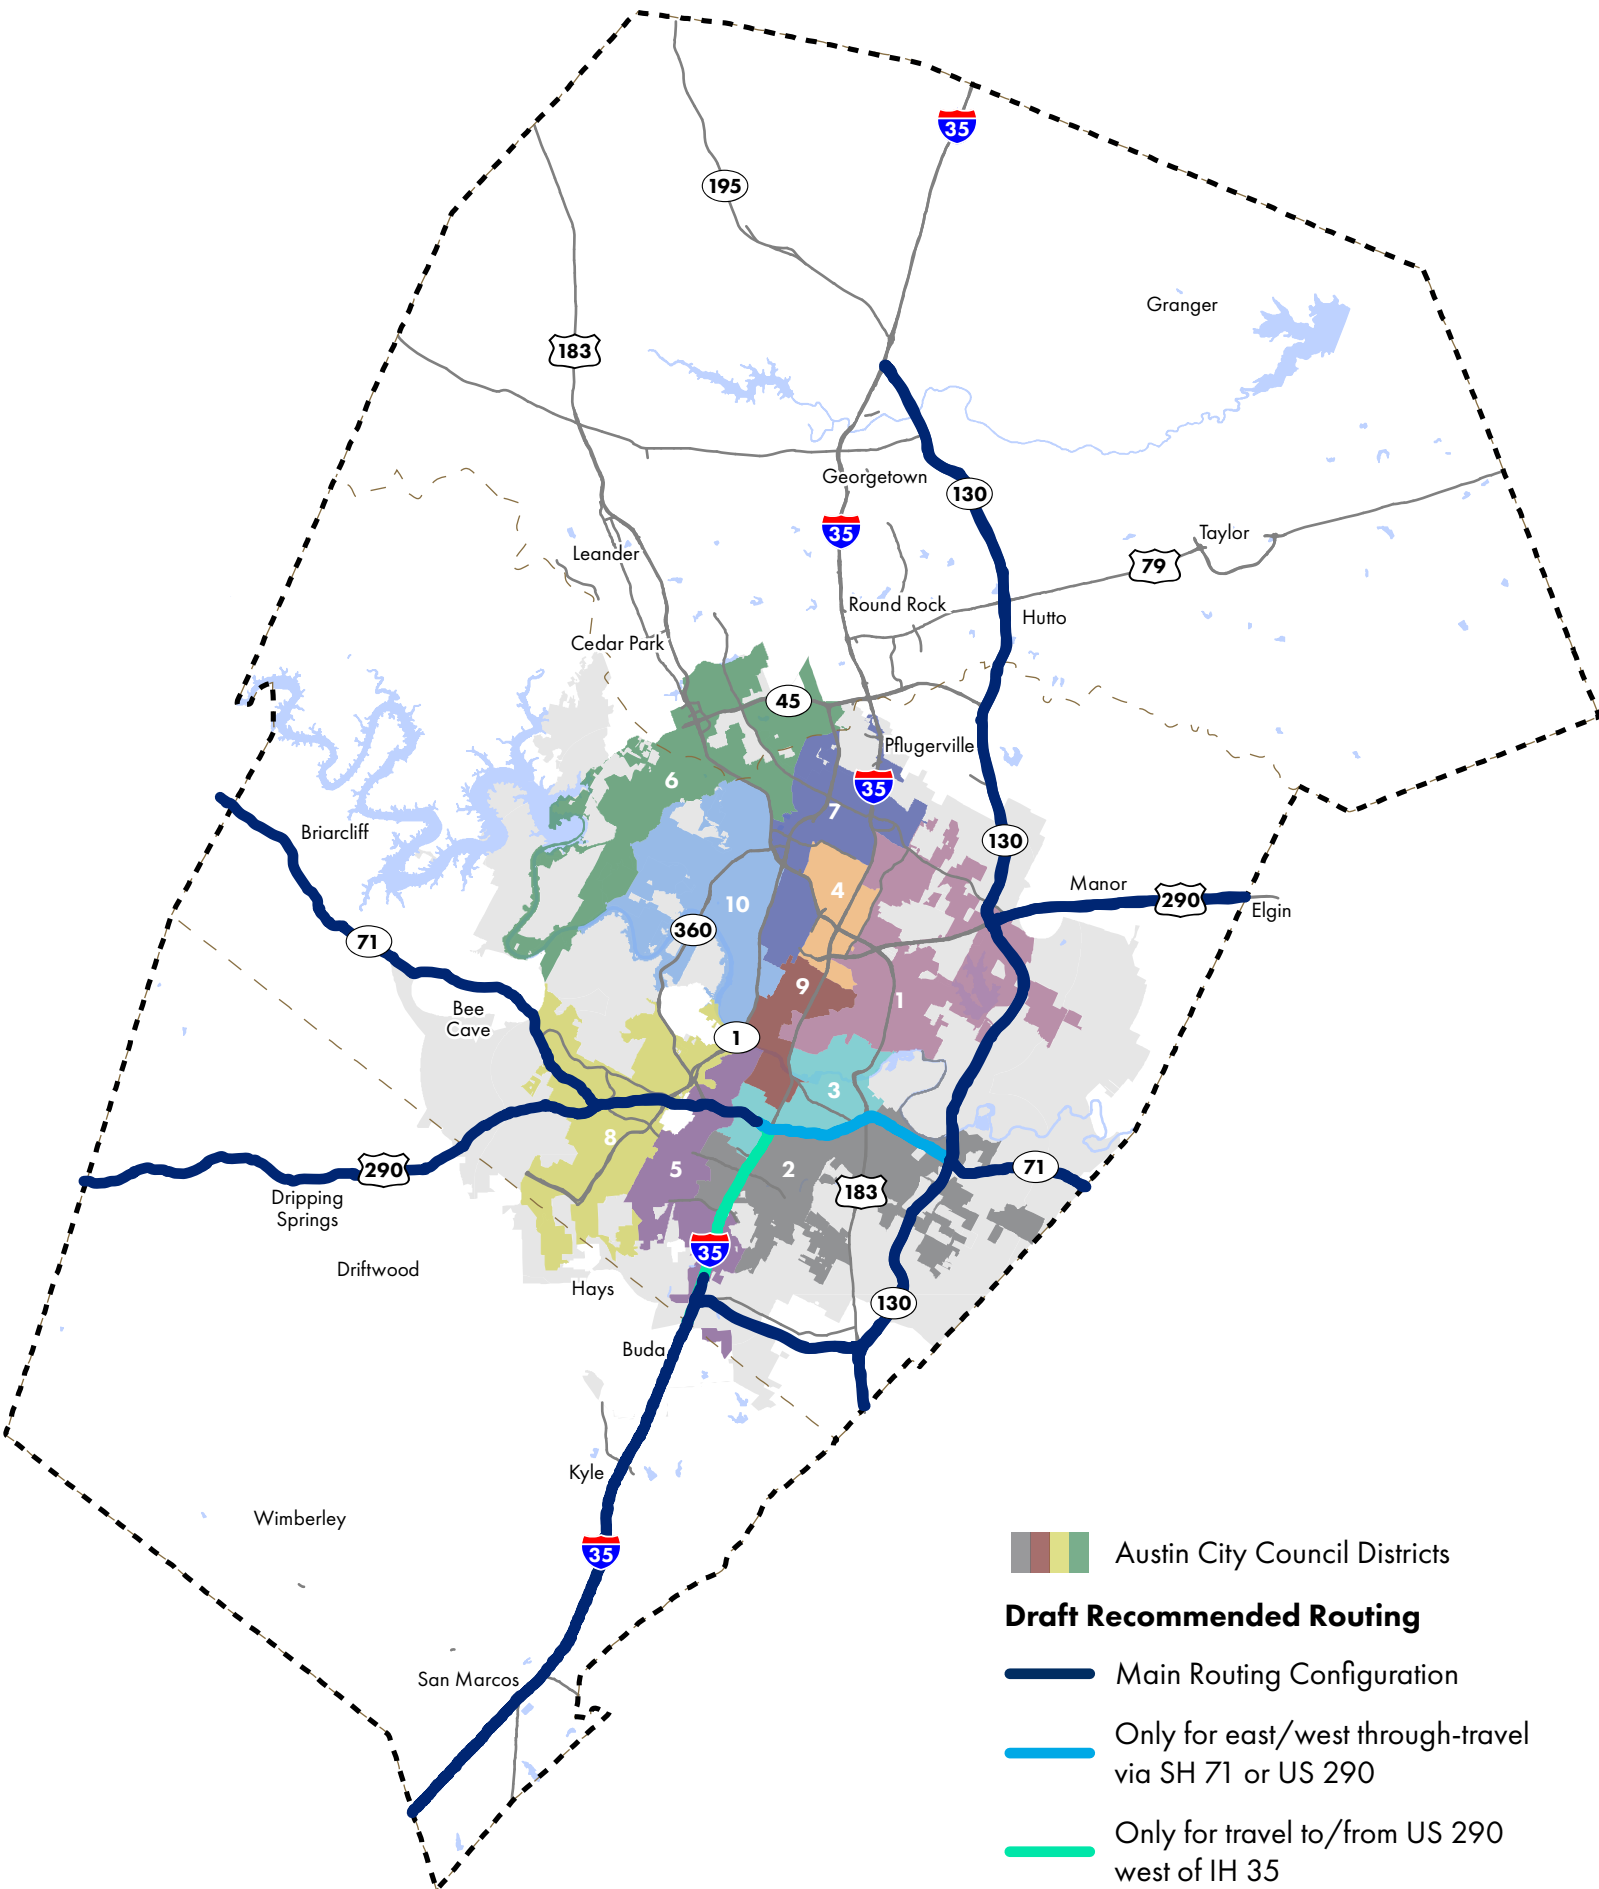 35
195
Granger
183
Georgetown
130
35
Taylor
79
Leander
Round Rock
Hutto
Cedar Park
45
Pflugerville
6
35
7
Briarcliff
130
Manor
4
290
10
Elgin
360
71
9
1
Bee
Cave
1
3
8
5
2
71
290
183
Dripping
Springs
35
Driftwood
Hays
130
Buda
Kyle
Wimberley
35
San Marcos
Austin City Council Districts
Draft Recommended Routing
Main Routing Configuration
Only for east/west through-travel
via SH 71 or US 290
Only for travel to/from US 290
west of IH 35